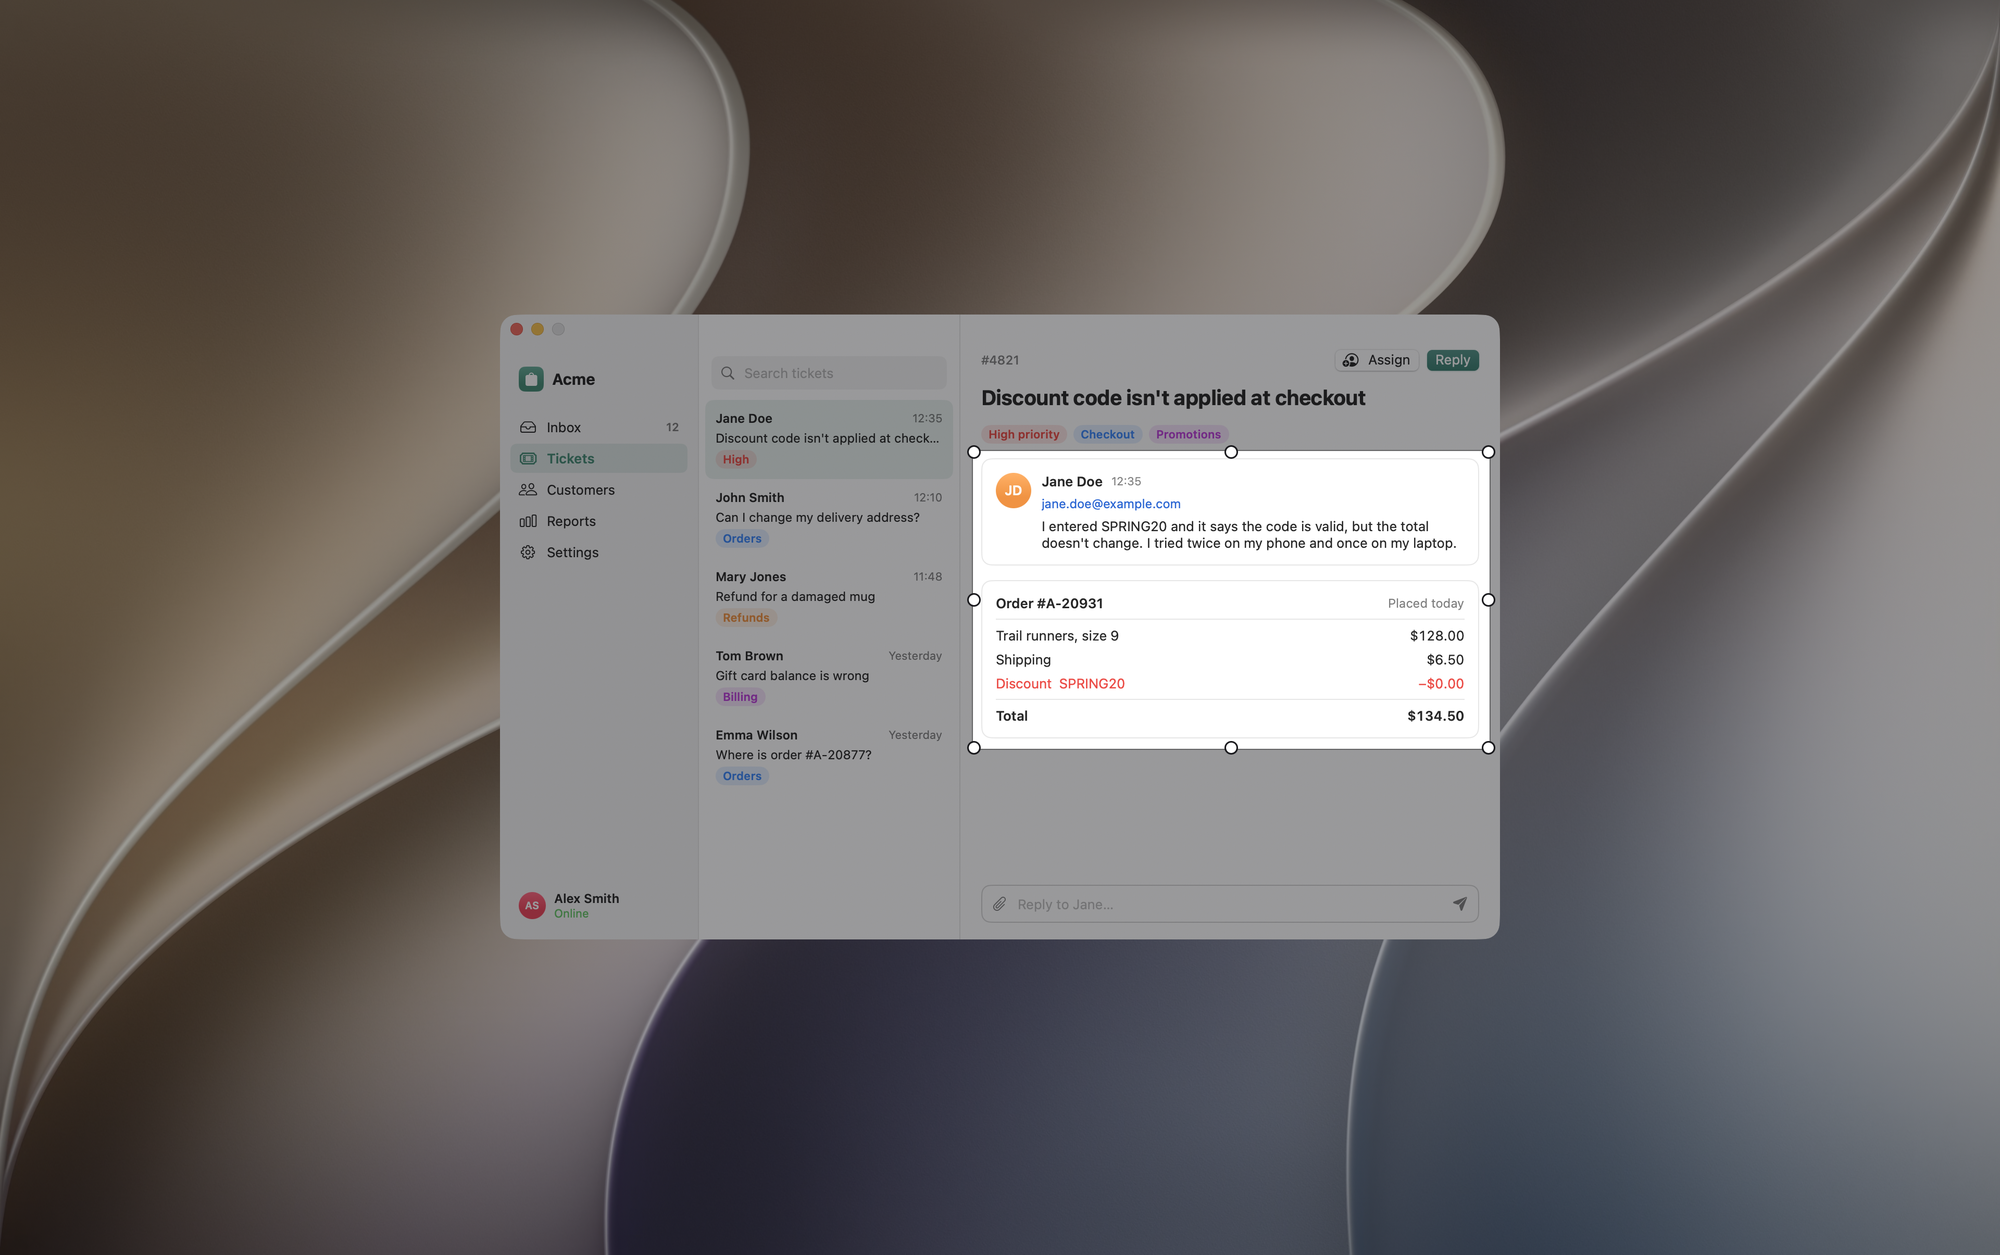 Acme
Inbox 12
Tickets
Customers
Reports
Settings
AS
Alex Smith
Online
Search tickets
Jane Doe 12:35
Discount code isn't applied at check...
High
John Smith 12:10
Can I change my delivery address?
Orders
Mary Jones 11:48
Refund for a damaged mug
Refunds
Tom Brown Yesterday
Gift card balance is wrong
Billing
Emma Wilson Yesterday
Where is order #A-20877?
Orders
#4821
Assign Reply
Discount code isn't applied at checkout
High priority Checkout Promotions
JD
Jane Doe 12:35
jane.doe@example.com
I entered SPRING20 and it says the code is valid, but the total
doesn't change. I tried twice on my phone and once on my laptop.
Order #A-20931 Placed today
Trail runners, size 9 $128.00
Shipping $6.50
Discount SPRING20 −$0.00
Total $134.50
Reply to Jane...